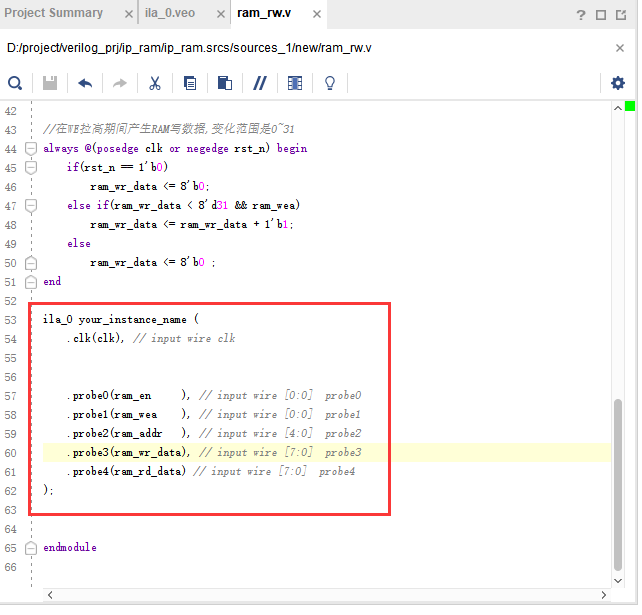 Project Summary × ila_0.veo × ram_rw.v × ?
D:/project/verilog_prj/ip_ram/ip_ram.srcs/sources_1/new/ram_rw.v ×
42
43 //在WE拉高期间产生RAM写数据,变化范围是0~31
44 always @(posedge clk or negedge rst_n) begin
45 if(rst_n == 1'b0)
46 ram_wr_data <= 8'b0;
47 else if(ram_wr_data < 8'd31 && ram_wea)
48 ram_wr_data <= ram_wr_data + 1'b1;
49 else
50 ram_wr_data <= 8'b0 ;
51 end
52
53 ila_0 your_instance_name (
54 .clk(clk), // input wire clk
55
56
57 .probe0(ram_en ), // input wire [0:0] probe0
58 .probe1(ram_wea ), // input wire [0:0] probe1
59 .probe2(ram_addr ), // input wire [4:0] probe2
60 .probe3(ram_wr_data), // input wire [7:0] probe3
61 .probe4(ram_rd_data) // input wire [7:0] probe4
62 );
63
64
65 endmodule
66